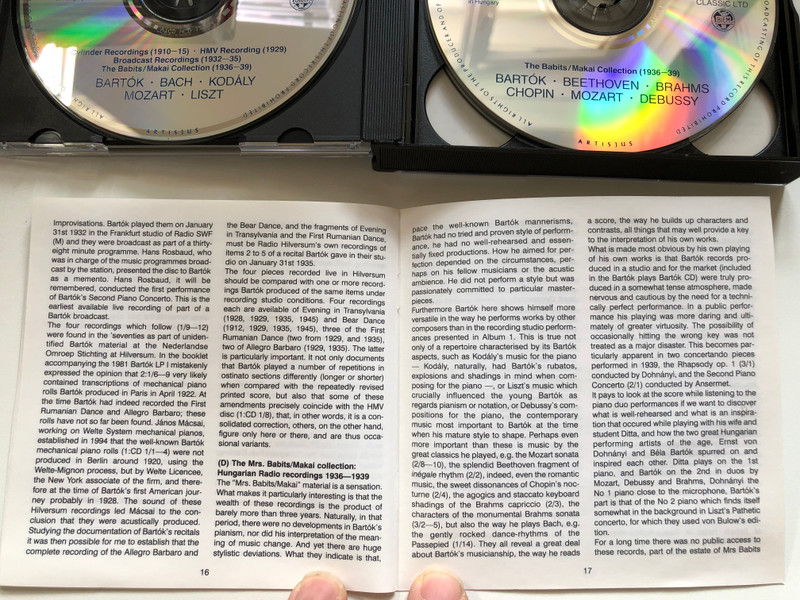 Cylinder Recordings (1910—15) · HMV Recording (1929)
Broadcast Recordings (1932—35)
The Babits/Makai Collection (1936—39)
BARTÓK · BACH · KODÁLY
MOZART · LISZT
ARTISJUS
ALL RIGHTS
PROHIBITED
in Hungary
CLASSIC LTD
The Babits/Makai Collection (1936—39)
BARTÓK · BEETHOVEN · BRAHMS
CHOPIN · MOZART · DEBUSSY
ALL RIGHTS OF THE PRODUCER AND OF
BROADCASTING OF THIS RECORD PROHIBITED
ARTISJUS
Improvisations. Bartók played them on January
31st 1932 in the Frankfurt studio of Radio SWF
(M) and they were broadcast as part of a thirty-
eight minute programme. Hans Rosbaud, who
was in charge of the music programmes broad-
cast by the station, presented the disc to Bartók
as a memento. Hans Rosbaud, it will be
remembered, conducted the first performance
of Bartók's Second Piano Concerto. This is the
earliest available live recording of part of a
Bartók broadcast.
The four recordings which follow (1/9—12)
were found in the 'seventies as part of uniden-
tified Bartók material at the Nederlandse
Omroep Stichting at Hilversum. In the booklet
accompanying the 1981 Bartók LP I mistakenly
expressed the opinion that 2:1/6—9 very likely
contained transcriptions of mechanical piano
rolls Bartók produced in Paris in April 1922. At
the time Bartók had indeed recorded the First
Rumanian Dance and Allegro Barbaro; these
rolls have not so far been found. János Mácsai,
working on Welte System mechanical pianos,
established in 1994 that the well-known Bartók
mechanical piano rolls (1:CD 1/1—4) were not
produced in Berlin around 1920, using the
Welte-Mignon process, but by Welte Licencee,
the New York associate of the firm, and there-
fore at the time of Bartók's first American jour-
ney probably in 1928. The sound of these
Hilversum recordings led Mácsai to the con-
clusion that they were acustically produced.
Studying the documentation of Bartók's recitals
it was then possible for me to establish that the
complete recording of the Allegro Barbaro and
16
the Bear Dance, and the fragments of Evening
in Transylvania and the First Rumanian Dance,
must be Radio Hilversum's own recordings of
items 2 to 5 of a recital Bartók gave in their stu-
dio on January 31st 1935.
The four pieces recorded live in Hilversum
should be compared with one or more record-
ings Bartók produced of the same items under
recording studio conditions. Four recordings
each are available of Evening in Transylvania
(1928, 1929, 1935, 1945) and Bear Dance
(1912, 1929, 1935, 1945), three of the First
Rumanian Dance (two from 1929, and 1935),
two of Allegro Barbaro (1929, 1935). The latter
is particularly important. It not only documents
that Bartók played a number of repetitions in
ostinato sections differently (longer or shorter)
when compared with the repeatedly revised
printed score, but also that some of these
amendments precisely coincide with the HMV
disc (1:CD 1/8), that, in other words, it is a con-
solidated correction, others, on the other hand,
figure only here or there, and are thus occa-
sional variants.
(D) The Mrs. Babits/Makai collection:
Hungarian Radio recordings 1936—1939
The "Mrs. Babits/Makai" material is a sensation.
What makes it particularly interesting is that the
wealth of these recordings is the product of
barely more than three years. Naturally, in that
period, there were no developments in Bartók's
pianism, nor did his interpretation of the mean-
ing of music change. And yet there are huge
stylistic deviations. What they indicate is that,
pace the well-known Bartók mannerisms,
Bartók had no tried and proven style of perform-
ance, he had no well-rehearsed and essen-
tially fixed productions. How he aimed for per-
fection depended on the circumstances, per-
haps on his fellow musicians or the acustic
ambience. He did not perform a style but was
passionately committed to particular master-
pieces.
Furthermore Bartók here shows himself more
versatile in the way he performs works by other
composers than in the recording studio perform-
ances presented in Album 1. This is true not
only of a repertoire characterised by its Bartók
aspects, such as Kodály's music for the piano
— Kodály, naturally, had Bartók's rubatos,
explosions and shadings in mind when com-
posing for the piano —, or Liszt's music which
crucially influenced the young Bartók as
regards pianism or notation, or Debussy's com-
positions for the piano, the contemporary
music most important to Bartók at the time
when his mature style to shape. Perhaps even
more important than these is music by the
great classics he played, e.g. the Mozart sonata
(2/8—10), the splendid Beethoven fragment of
inégale rhythm (2/2), indeed, even the romantic
music, the sweet dissonances of Chopin's noc-
turne (2/4), the agogics and staccato keyboard
shadings of the Brahms capriccio (2/3), the
characters of the monumental Brahms sonata
(3/2—5), but also the way he plays Bach, e.g.
the gently rocked dance-rhythms of the
Passepied (1/14). They all reveal a great deal
about Bartók's musicianship, the way he reads
a score, the way he builds up characters and
contrasts, all things that may well provide a key
to the interpretation of his own works.
What is made most obvious by his own playing
of his own works is that Bartók records pro-
duced in a studio and for the market (included
in the Bartók plays Bartók CD) were truly pro-
duced in a somewhat tense atmosphere, made
nervous and cautious by the need for a techni-
cally perfect performance. In a public perfor-
mance his playing was more daring and ulti-
mately of greater virtuosity. The possibility of
occasionally hitting the wrong key was not
treated as a major disaster. This becomes par-
ticularly apparent in two concertando pieces
performed in 1939, the Rhapsody op. 1 (3/1)
conducted by Dohnányi, and the Second Piano
Concerto (2/1) conducted by Ansermet.
It pays to look at the score while listening to the
piano duo performances if we want to discover
what is well-rehearsed and what is an inspira-
tion that occured while playing with his wife and
student Ditta, and how the two great Hungarian
performing artists of the age, Ernst von
Dohnányi and Béla Bartók spurred on and
inspired each other. Ditta plays on the 1st
piano, and Bartók on the 2nd in duos by
Mozart, Debussy and Brahms, Dohnányi the
No 1 piano close to the microphone, Bartók's
part is that of the No 2 piano which finds itself
somewhat in the background in Liszt's Pathetic
concerto, for which they used von Bulow's edi-
tion.
For a long time there was no public access to
these records, part of the estate of Mrs Babits
17